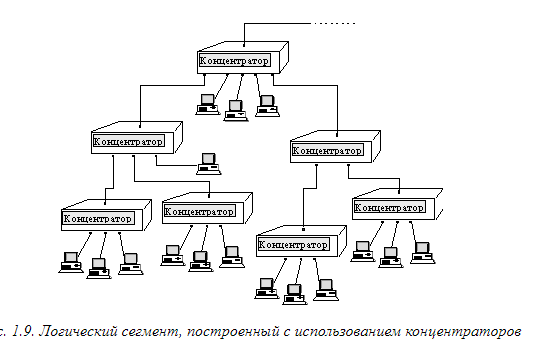 Концентратор
Концентратор
Концентратор
Концентратор
Концентратор
Концентратор
Концентратор
с. 1.9. Логический сегмент, построенный с использованием концентраторов